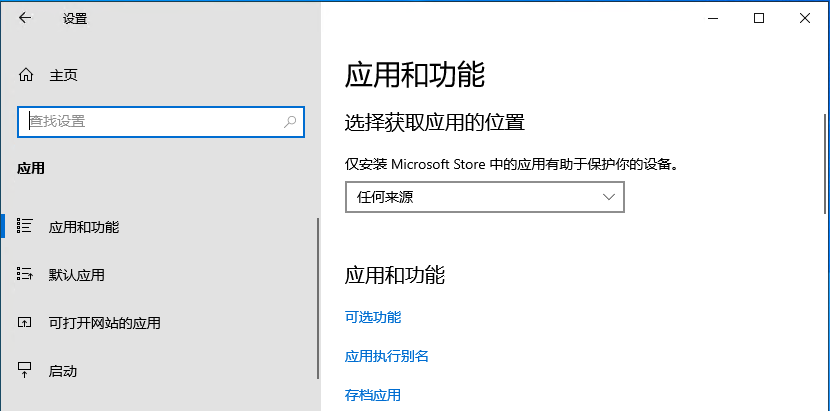 设置
主页
查找设置
应用
应用和功能
默认应用
可打开网站的应用
启动
应用和功能
选择获取应用的位置
仅安装 Microsoft Store 中的应用有助于保护你的设备。
任何来源
应用和功能
可选功能
应用执行别名
存档应用